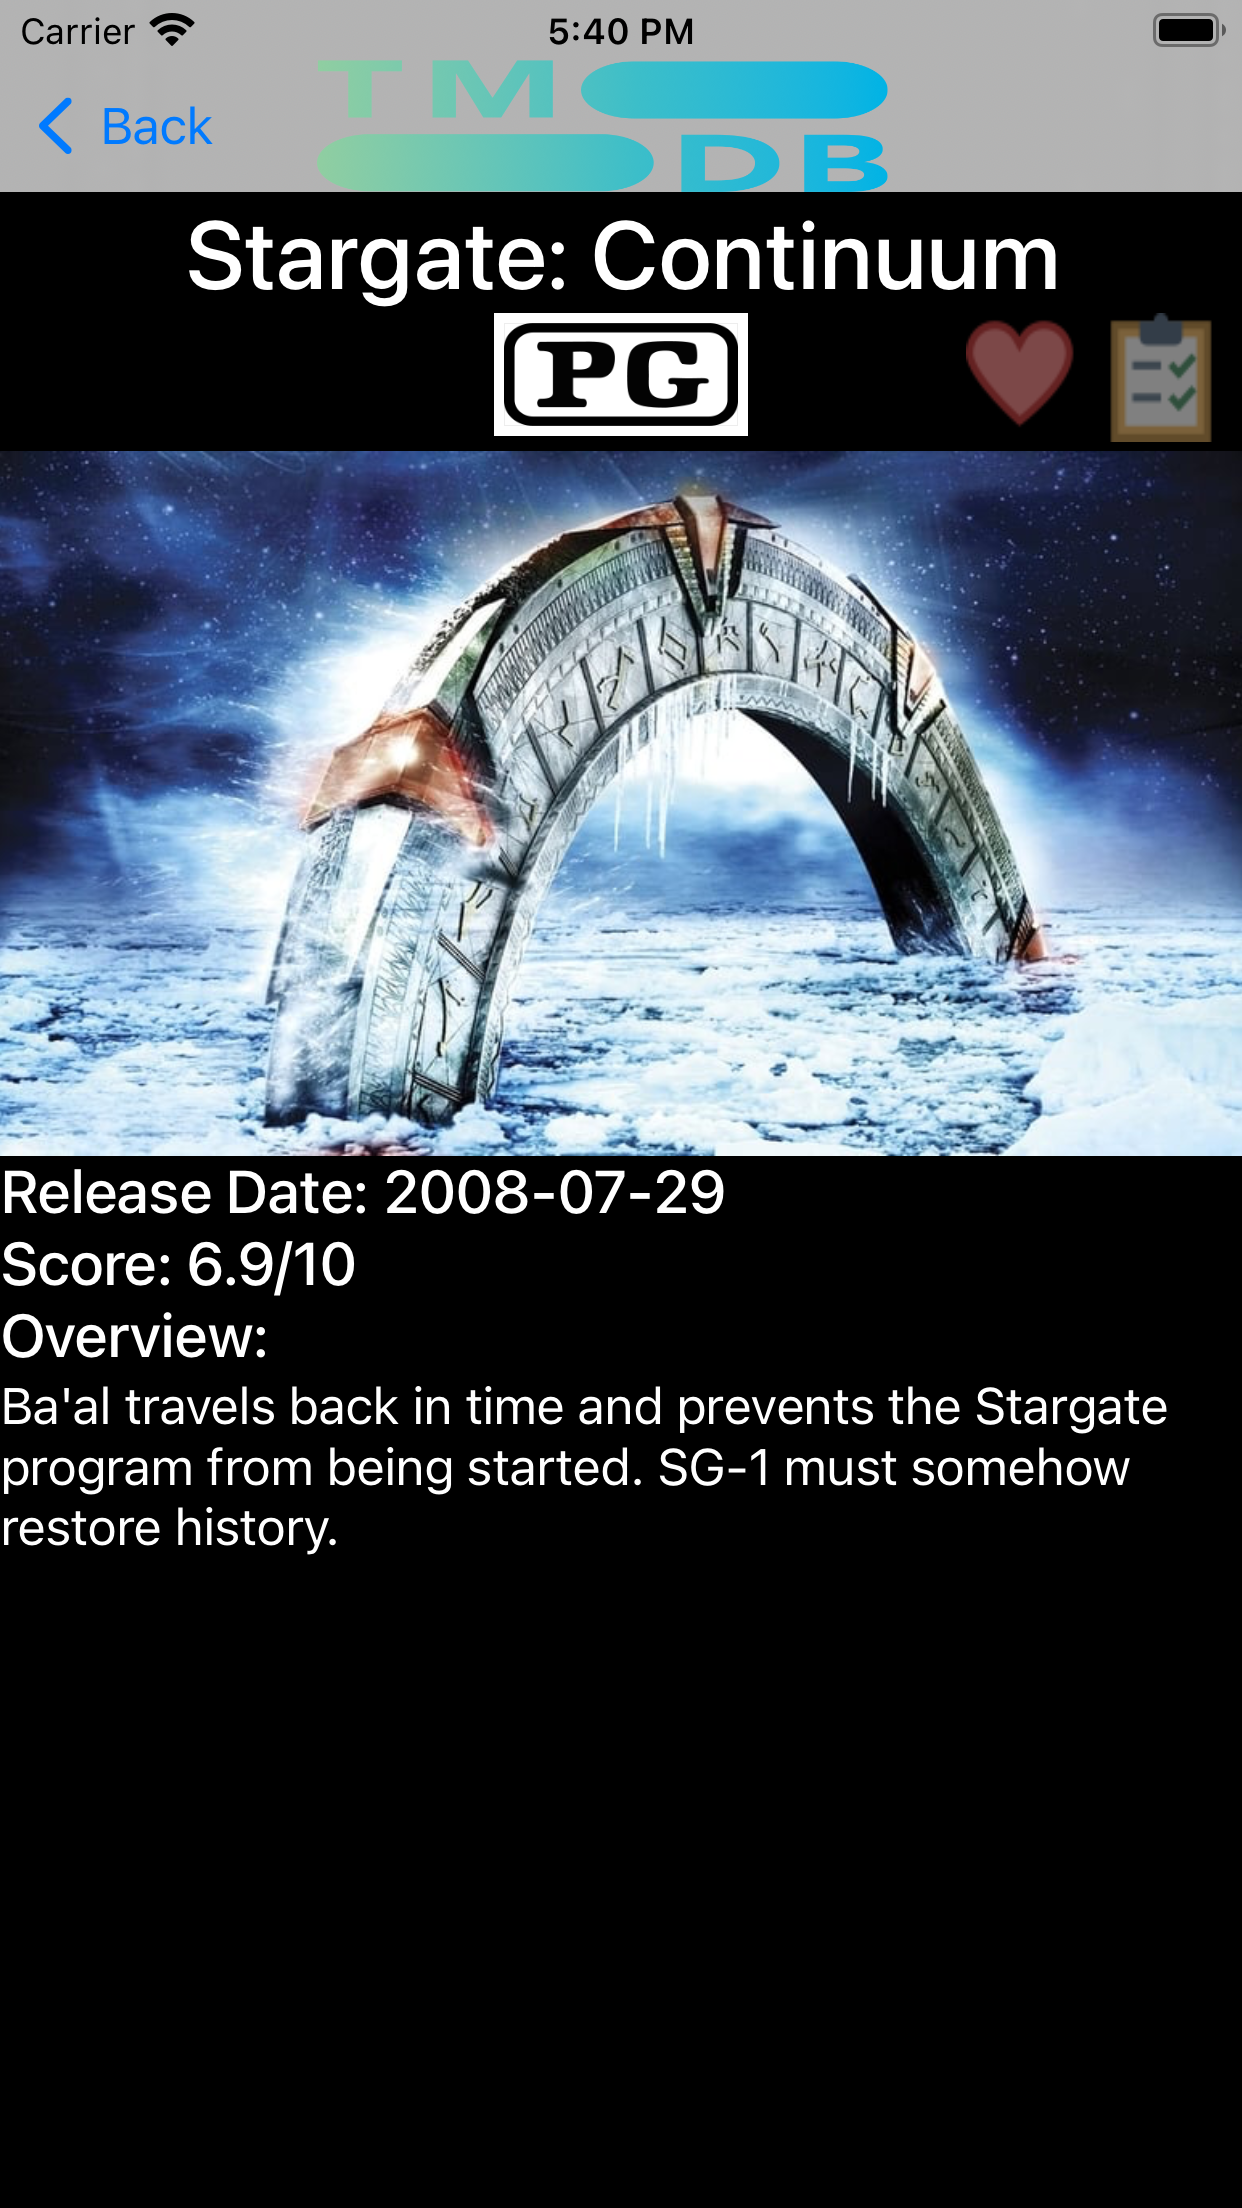 Carrier 5:40 PM
TM
Back
DB
Stargate: Continuum
PG
Release Date: 2008-07-29
Score: 6.9/10
Overview:
Ba'al travels back in time and prevents the Stargate
program from being started. SG-1 must somehow
restore history.